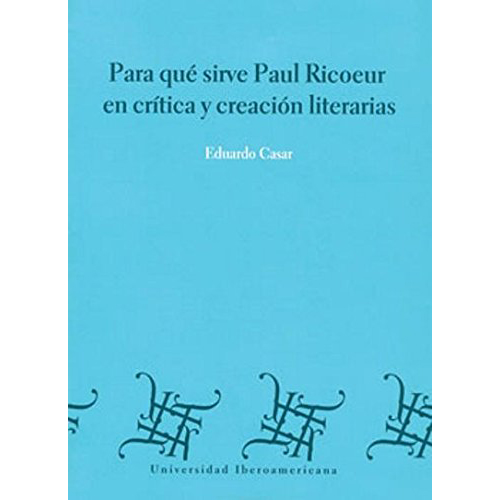 Para qué sirve Paul Ricoeur
en crítica y creación literarias
Eduardo Casar
Universidad Iberoamericana